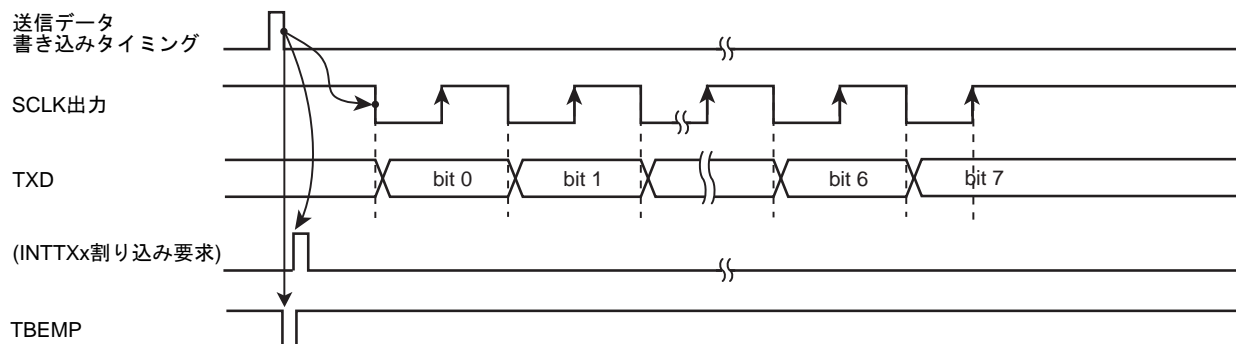 送信データ
書き込みタイミング
SCLK出力
TXD
bit 0
bit 1
bit 6
bit 7
(INTTXx割り込み要求)
TBEMP